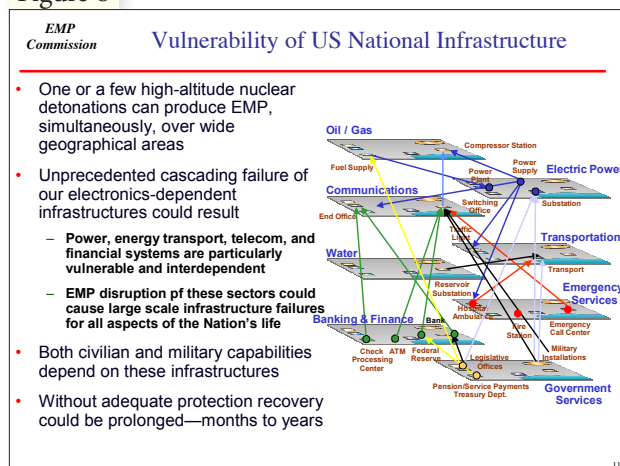 Figure 8
EMP
Commission
Vulnerability of US National Infrastructure
• One or a few high-altitude nuclear
detonations can produce EMP,
simultaneously, over wide
geographical areas
• Unprecedented cascading failure of
our electronics-dependent
infrastructures could result
– Power, energy transport, telecom, and
financial systems are particularly
vulnerable and interdependent
– EMP disruption pf these sectors could
cause large scale infrastructure failures
for all aspects of the Nation's life
• Both civilian and military capabilities
depend on these infrastructures
• Without adequate protection recovery
could be prolonged—months to years
Oil / Gas
Compressor Station
Fuel Supply
Power
Plant
Power
Supply
Electric Power
Communications
Switching
Office
Substation
End Office
Traffic
Light
Transportation
Water
Transport
Reservoir
Substation
Emergency
Services
Hospital
Ambulance
Banking & Finance
Bank
Fire
Station
Emergency
Call Center
Check
Processing
Center
ATM
Federal
Reserve
Legislative
Offices
Military
Installations
Pension/Service Payments
Treasury Dept.
Government
Services